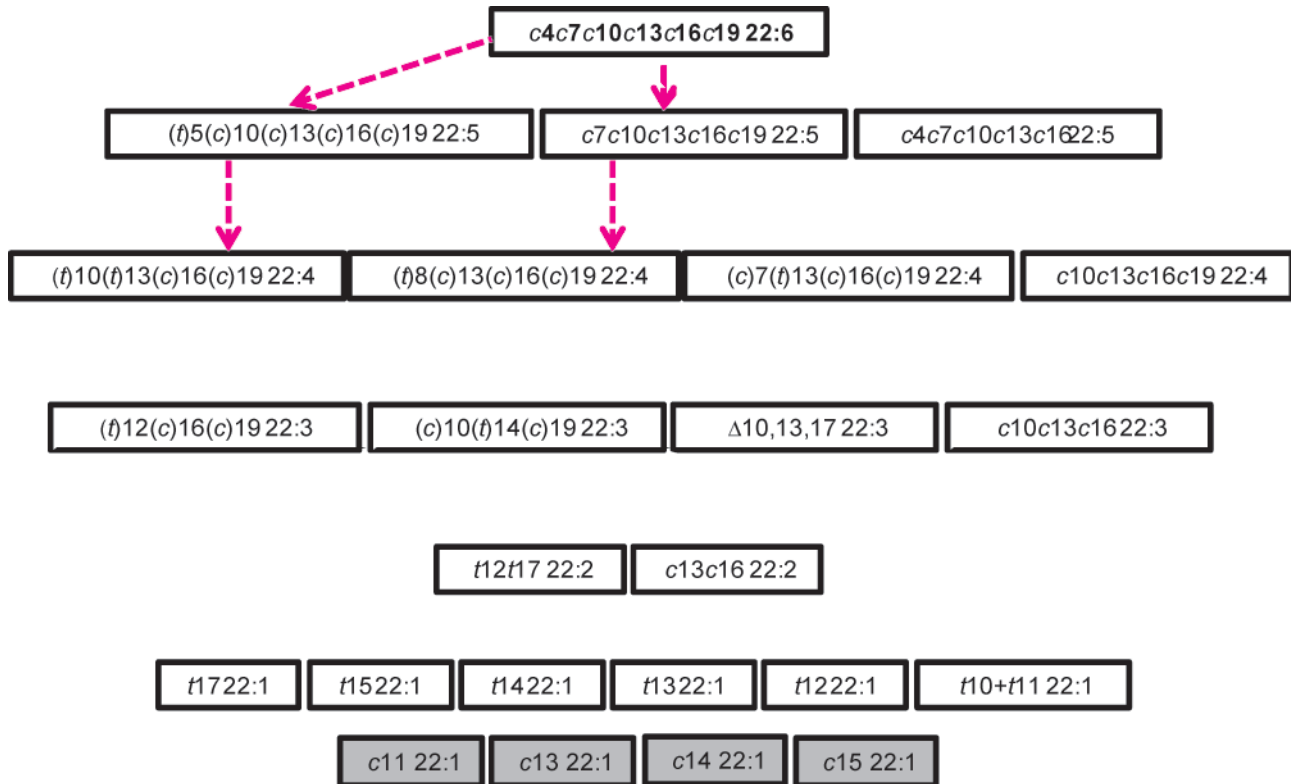 c4c7c10c13c16c19 22:6
(t)5(c)10(c)13(c)16(c)19 22:5
c7c10c13c16c19 22:5
c4c7c10c13c1622:5
(t)10(t)13(c)16(c)19 22:4
(t)8(c)13(c)16(c)19 22:4
(c)7(t)13(c)16(c)19 22:4
c10c13c16c19 22:4
(t)12(c)16(c)19 22:3
(c)10(t)14(c)19 22:3
Δ10,13,17 22:3
c10c13c16 22:3
t12t17 22:2
c13c16 22:2
t17 22:1
t15 22:1
t14 22:1
t13 22:1
t12 22:1
t10+t11 22:1
c11 22:1
c13 22:1
c14 22:1
c15 22:1